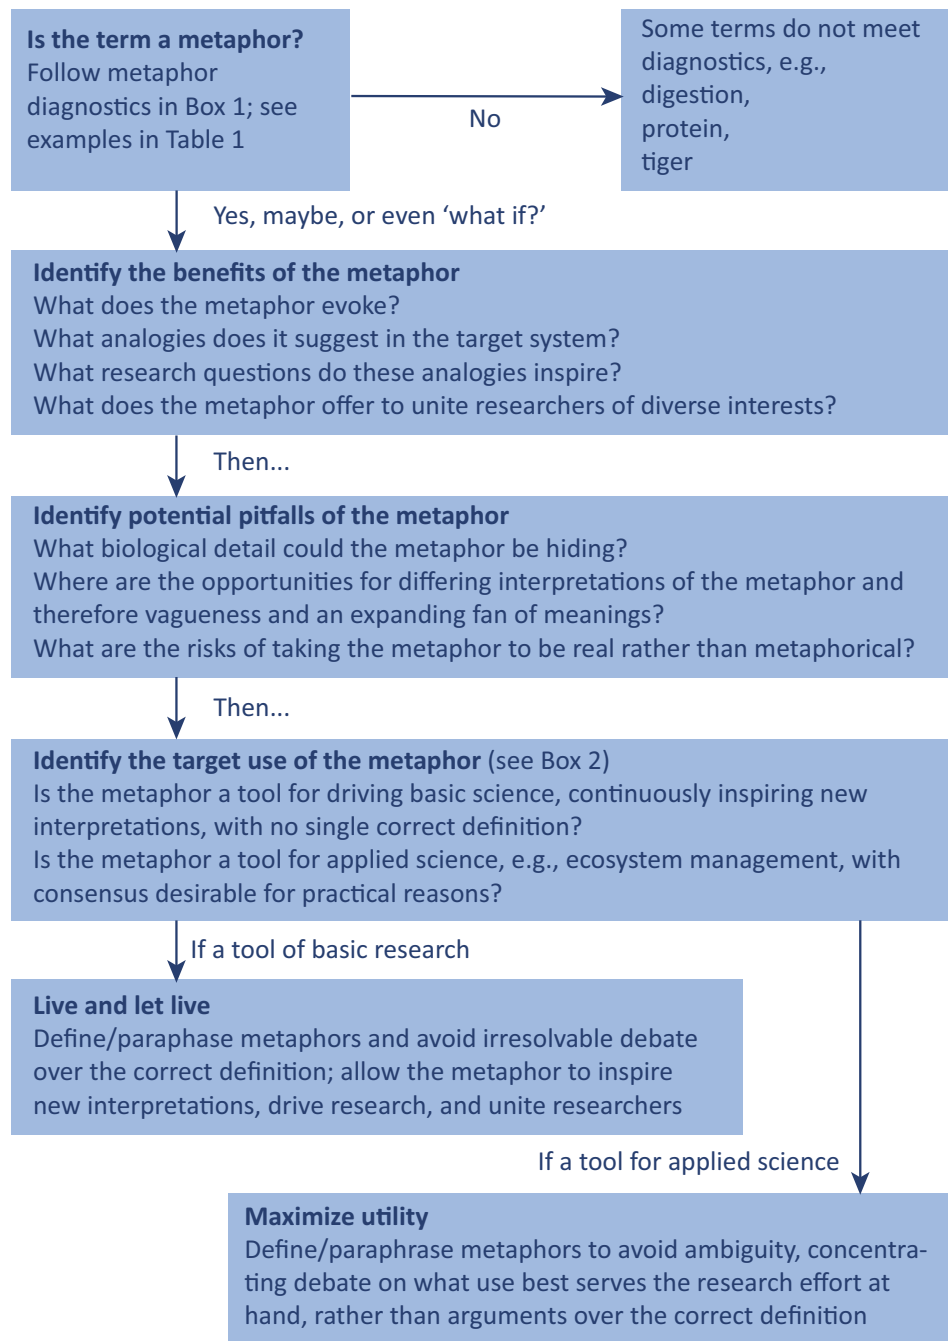 Is the term a metaphor?
Follow metaphor
diagnostics in Box 1; see
examples in Table 1
No
Some terms do not meet
diagnostics, e.g.,
digestion,
protein,
tiger
Yes, maybe, or even ‘what if?’
Identify the benefits of the metaphor
What does the metaphor evoke?
What analogies does it suggest in the target system?
What research questions do these analogies inspire?
What does the metaphor offer to unite researchers of diverse interests?
Then...
Identify potential pitfalls of the metaphor
What biological detail could the metaphor be hiding?
Where are the opportunities for differing interpretations of the metaphor and
therefore vagueness and an expanding fan of meanings?
What are the risks of taking the metaphor to be real rather than metaphorical?
Then...
Identify the target use of the metaphor (see Box 2)
Is the metaphor a tool for driving basic science, continuously inspiring new
interpretations, with no single correct definition?
Is the metaphor a tool for applied science, e.g., ecosystem management, with
consensus desirable for practical reasons?
If a tool of basic research
Live and let live
Define/paraphase metaphors and avoid irresolvable debate
over the correct definition; allow the metaphor to inspire
new interpretations, drive research, and unite researchers
If a tool for applied science
Maximize utility
Define/paraphrase metaphors to avoid ambiguity, concentra-
ting debate on what use best serves the research effort at
hand, rather than arguments over the correct definition